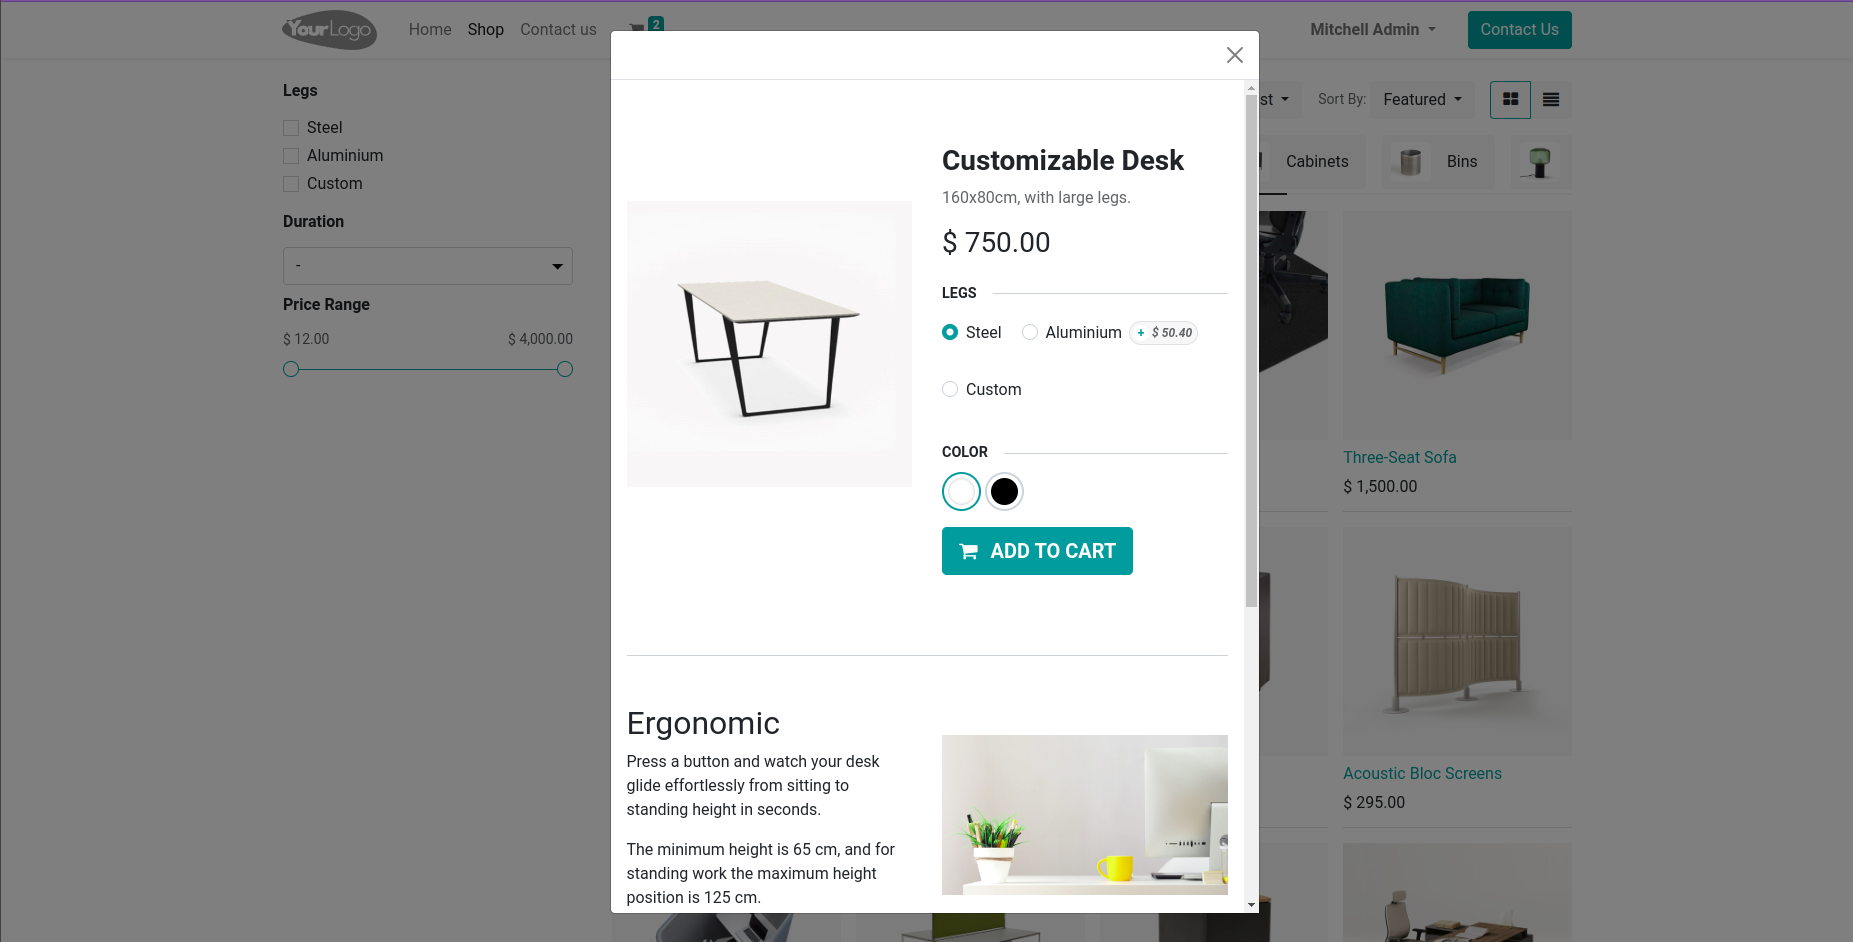 YourLogo
Home
Shop
Contact us
2
Mitchell Admin
Contact Us
Legs
Steel
Aluminium
Custom
Duration
-
Price Range
$ 12.00
$ 4,000.00
st
Sort By:
Featured
Cabinets
Bins
Customizable Desk
160x80cm, with large legs.
$ 750.00
LEGS
Steel
Aluminium
+ $ 50.40
Custom
COLOR
ADD TO CART
Ergonomic
Press a button and watch your desk
glide effortlessly from sitting to
standing height in seconds.
The minimum height is 65 cm, and for
standing work the maximum height
position is 125 cm.
Three-Seat Sofa
$ 1,500.00
Acoustic Bloc Screens
$ 295.00